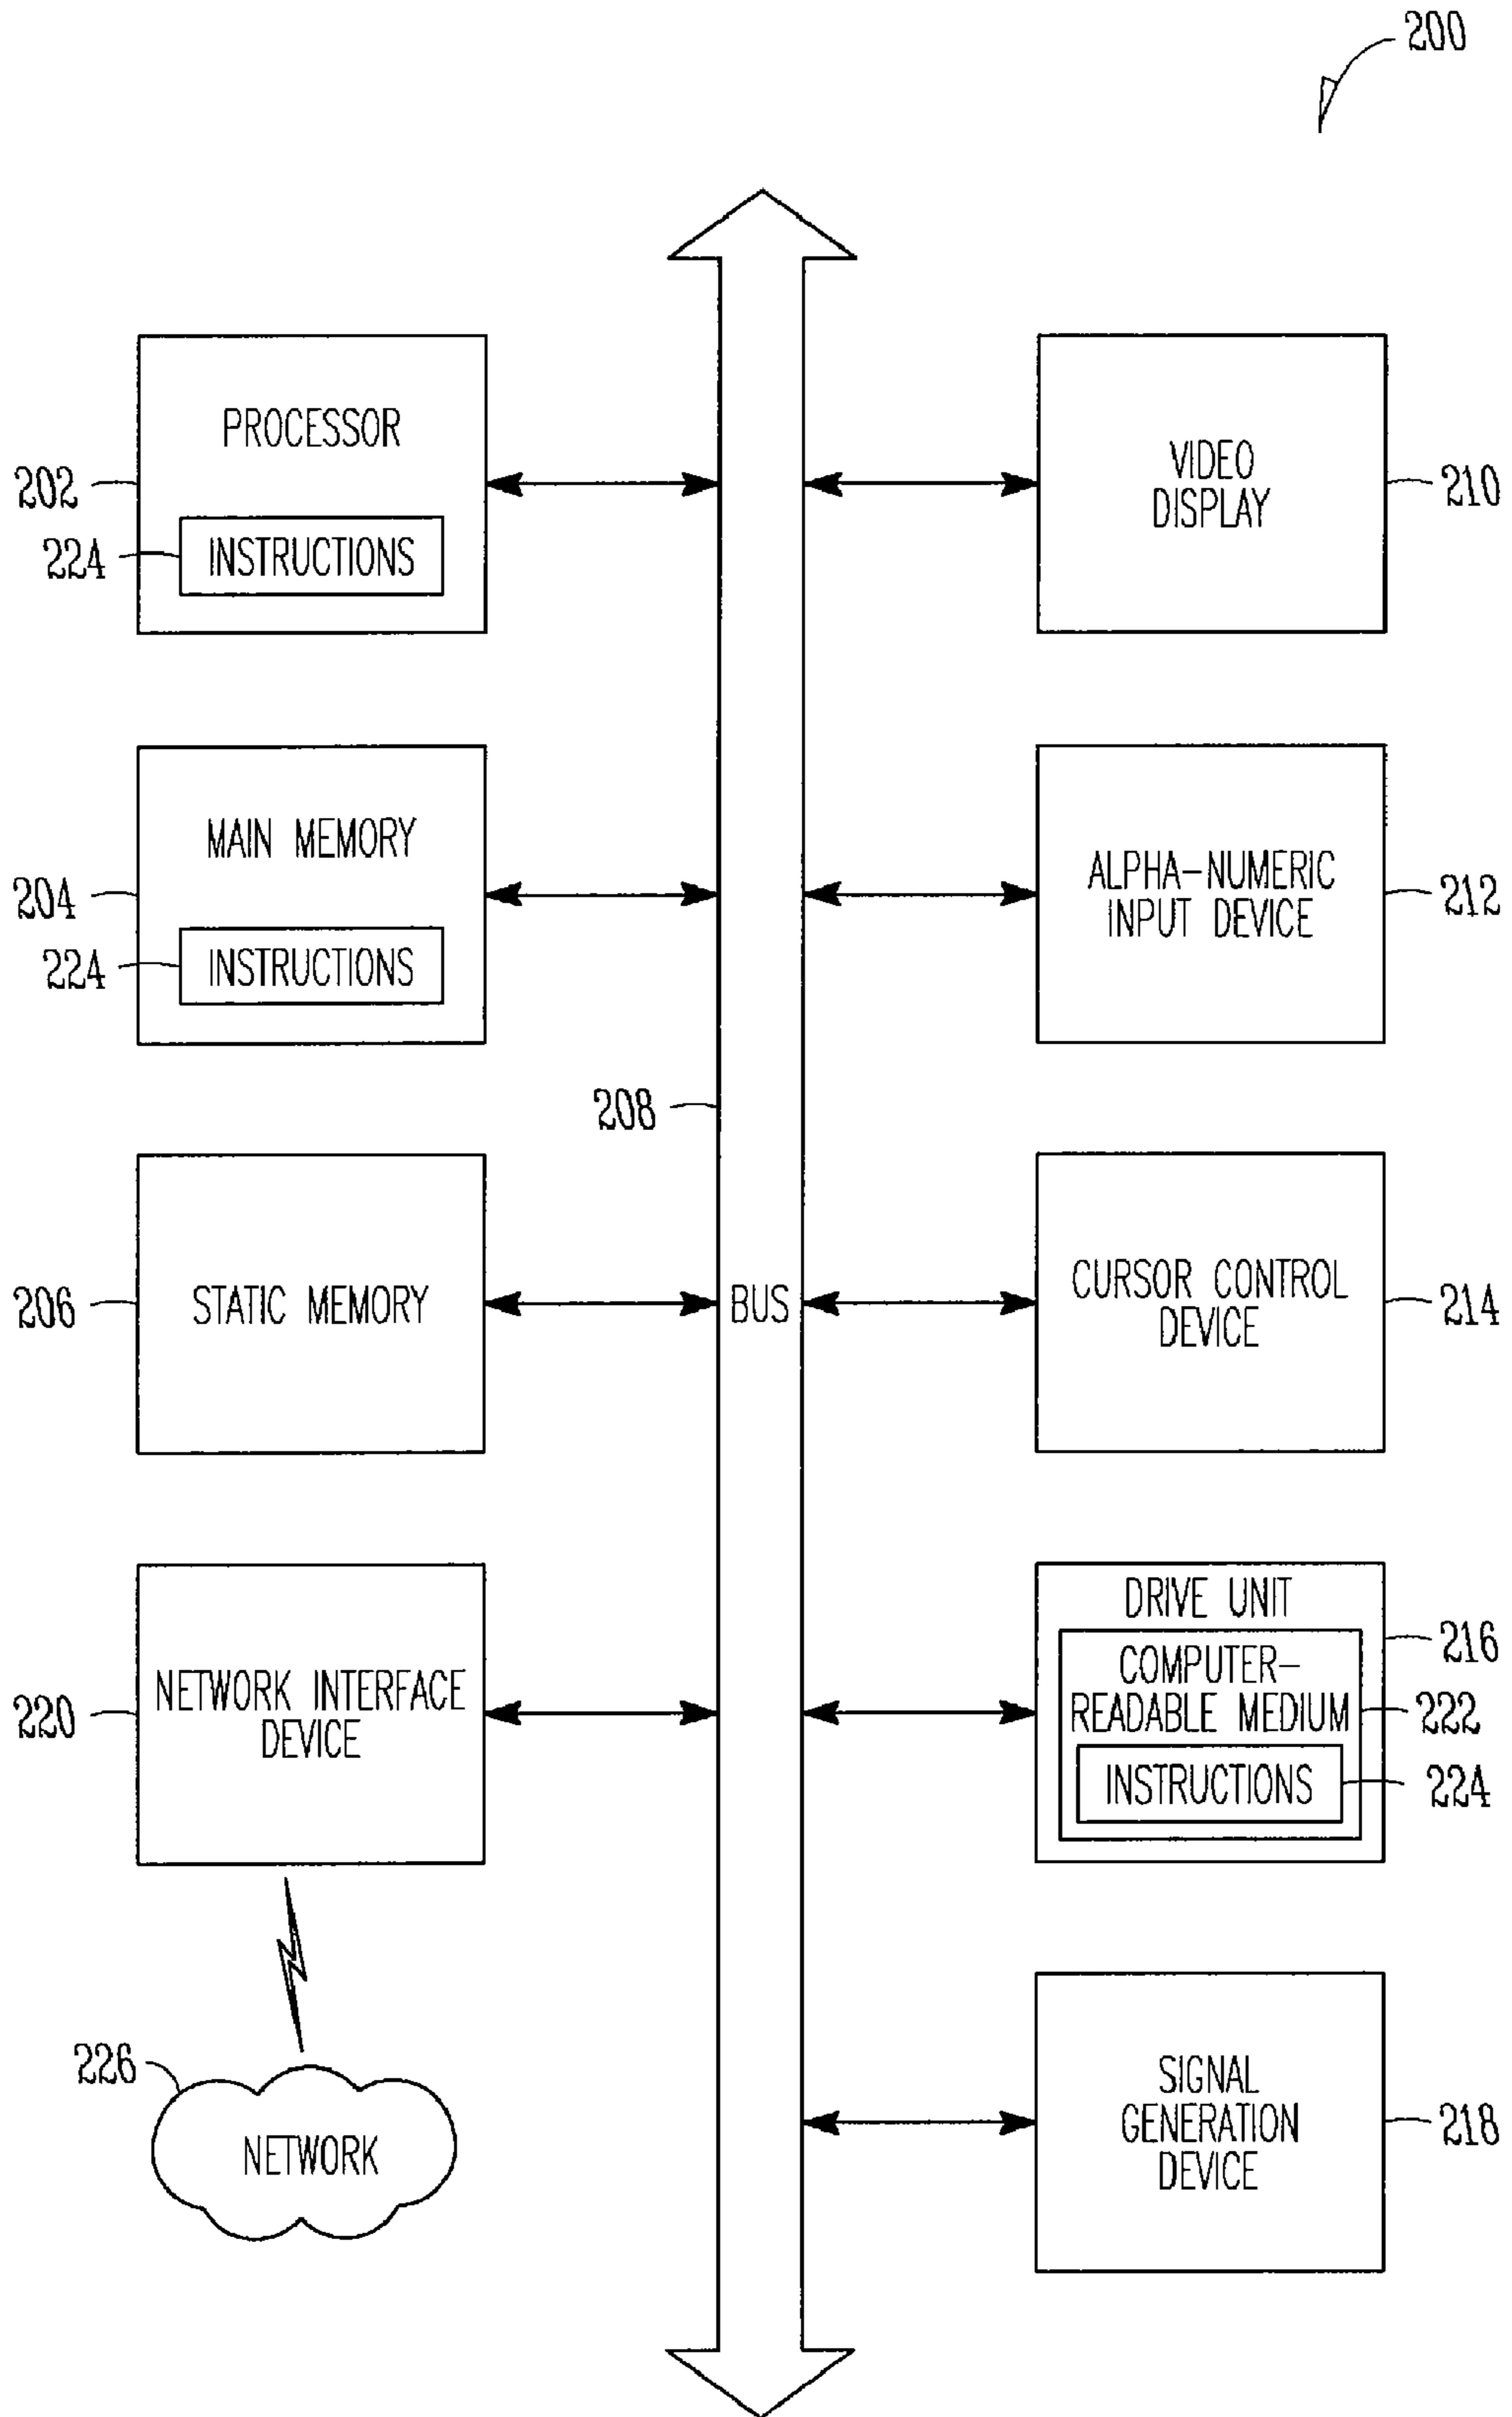 200
PROCESSOR
202
224
INSTRUCTIONS
VIDEO
DISPLAY
210
MAIN MEMORY
204
224
INSTRUCTIONS
ALPHA-NUMERIC
INPUT DEVICE
212
208
BUS
STATIC MEMORY
206
CURSOR CONTROL
DEVICE
214
NETWORK INTERFACE
DEVICE
220
DRIVE UNIT
216
COMPUTER-
READABLE MEDIUM
222
INSTRUCTIONS
224
226
NETWORK
SIGNAL
GENERATION
DEVICE
218